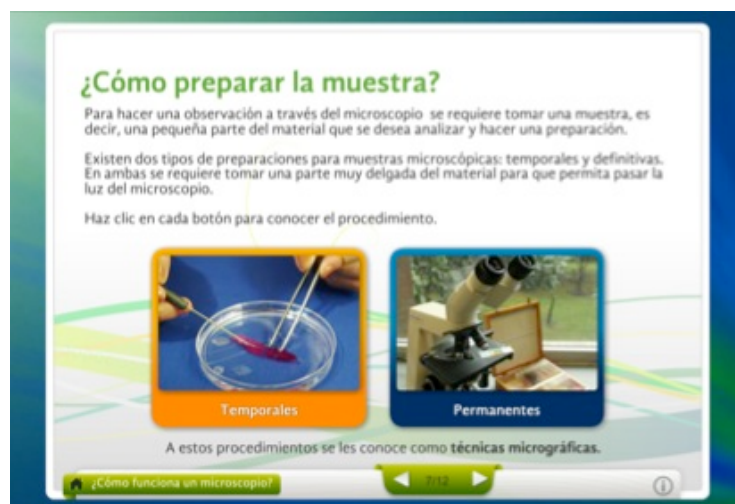 ¿Cómo preparar la muestra?
Para hacer una observación a través del microscopio se requiere tomar una muestra, es
decir, una pequeña parte del material que se desea analizar y hacer una preparación.
Existen dos tipos de preparaciones para muestras microscópicas: temporales y definitivas.
En ambas se requiere tomar una parte muy delgada del material para que permita pasar la
luz del microscopio.
Haz clic en cada botón para conocer el procedimiento.
Temporales
Permanentes
A estos procedimientos se les conoce como técnicas micrográficas.
¿Cómo funciona un microscopio?
7/12